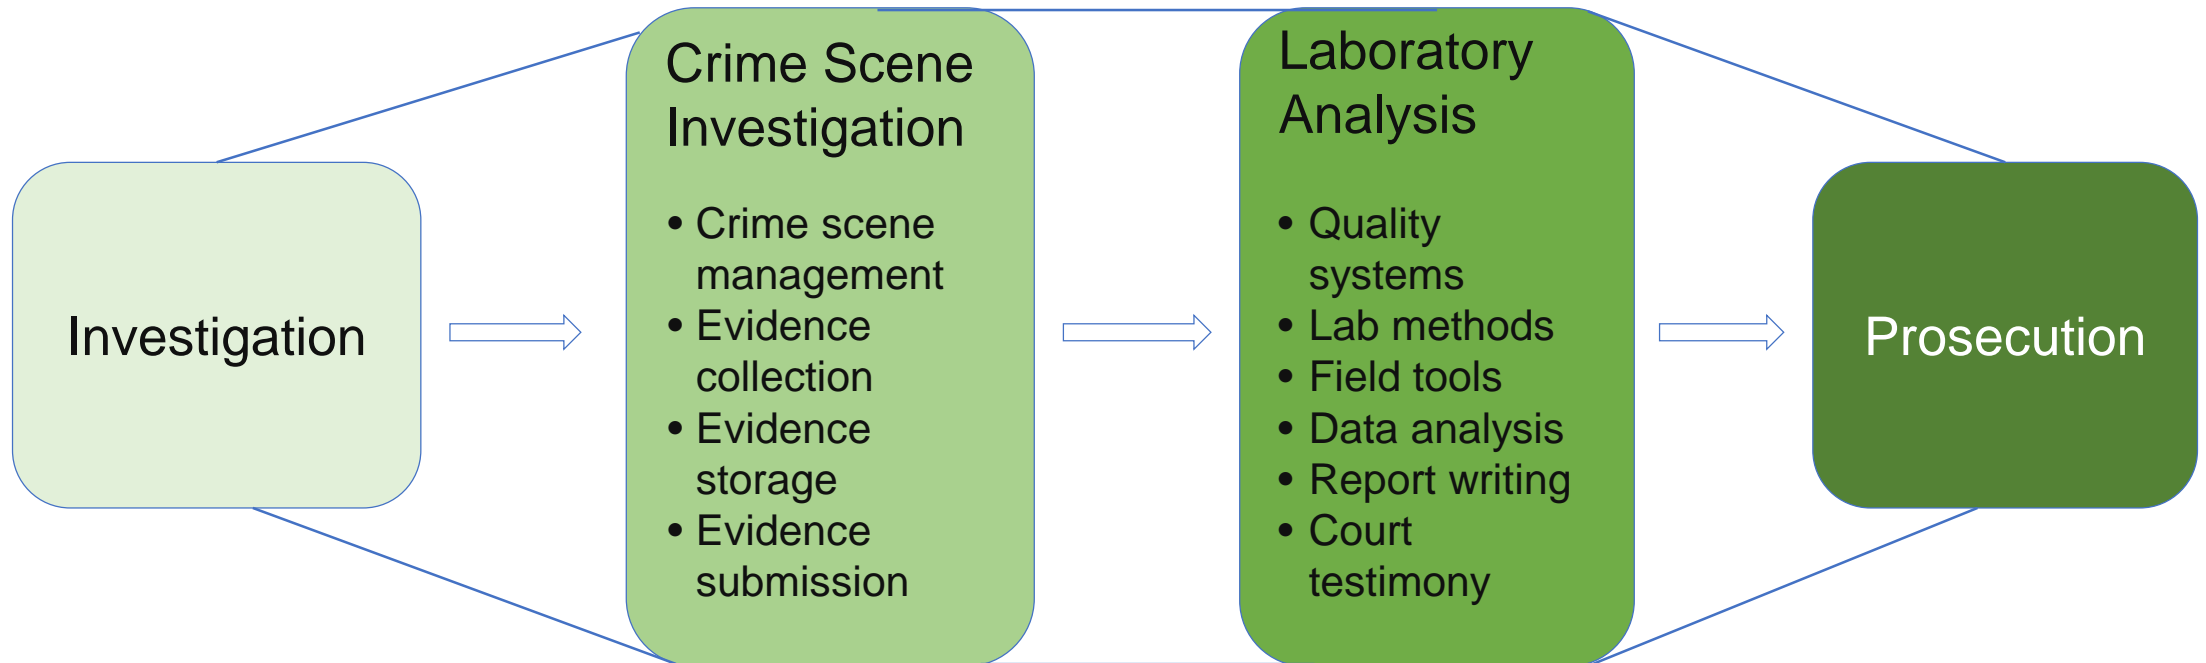 Investigation
Crime Scene
Investigation
• Crime scene
management
• Evidence
collection
• Evidence
storage
• Evidence
submission
Laboratory
Analysis
• Quality
systems
• Lab methods
• Field tools
• Data analysis
• Report writing
• Court
testimony
Prosecution